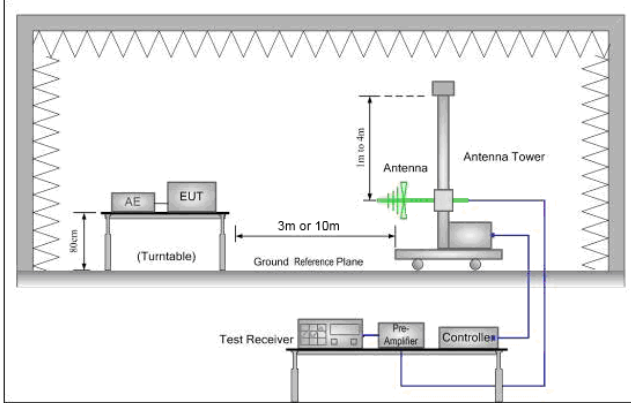 1m to 4m
Antenna
Antenna Tower
AE
EUT
80cm
(Turntable)
3m or 10m
Ground Reference Plane
Test Receiver
Pre-
Amplifier
Controller